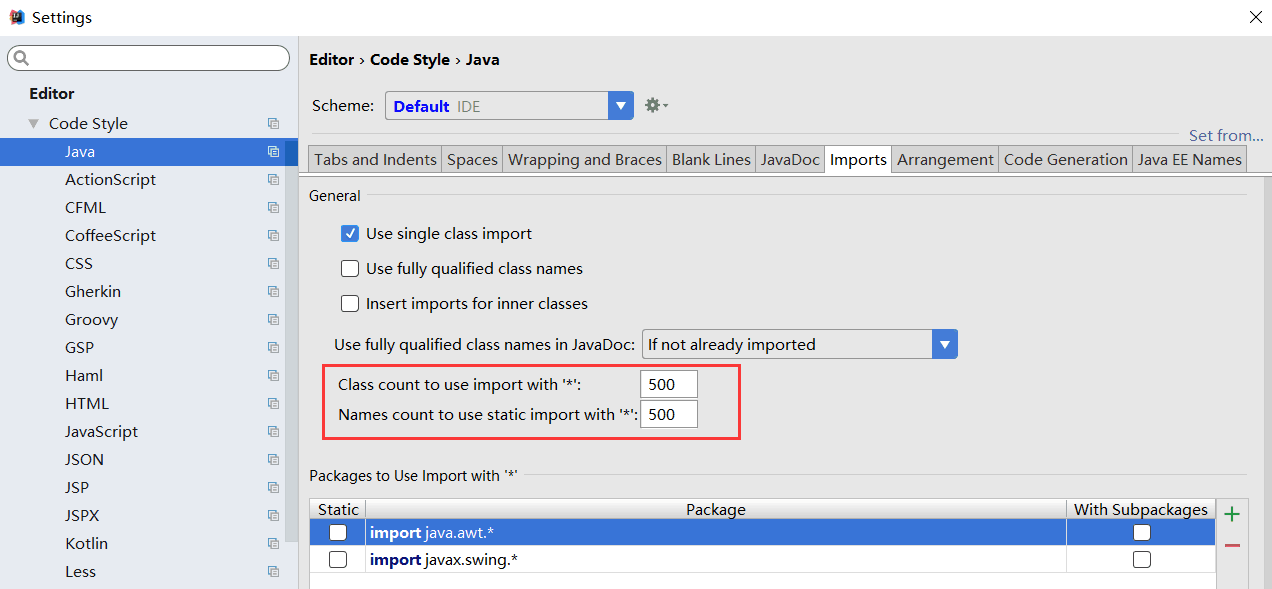 Settings
Editor
Code Style
Java
ActionScript
CFML
CoffeeScript
CSS
Gherkin
Groovy
GSP
Haml
HTML
JavaScript
JSON
JSP
JSPX
Kotlin
Less
Editor › Code Style › Java
Scheme: Default IDE
Set from...
Tabs and Indents Spaces Wrapping and Braces Blank Lines JavaDoc Imports Arrangement Code Generation Java EE Names
General
Use single class import
Use fully qualified class names
Insert imports for inner classes
Use fully qualified class names in JavaDoc: If not already imported
Class count to use import with '*': 500
Names count to use static import with '*': 500
Packages to Use Import with '*'
Static Package With Subpackages
import java.awt.*
import javax.swing.*